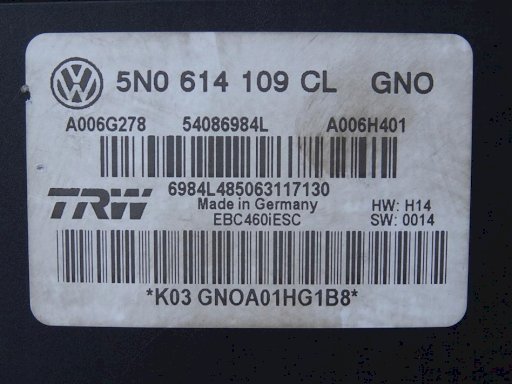 VW 5N0 614 109 CL GNO
A006G278 54086984L A006H401
6984L485063117130
TRW Made in Germany HW: H14
EBC460iESC SW: 0014
*K03 GNOA01HG1B8*